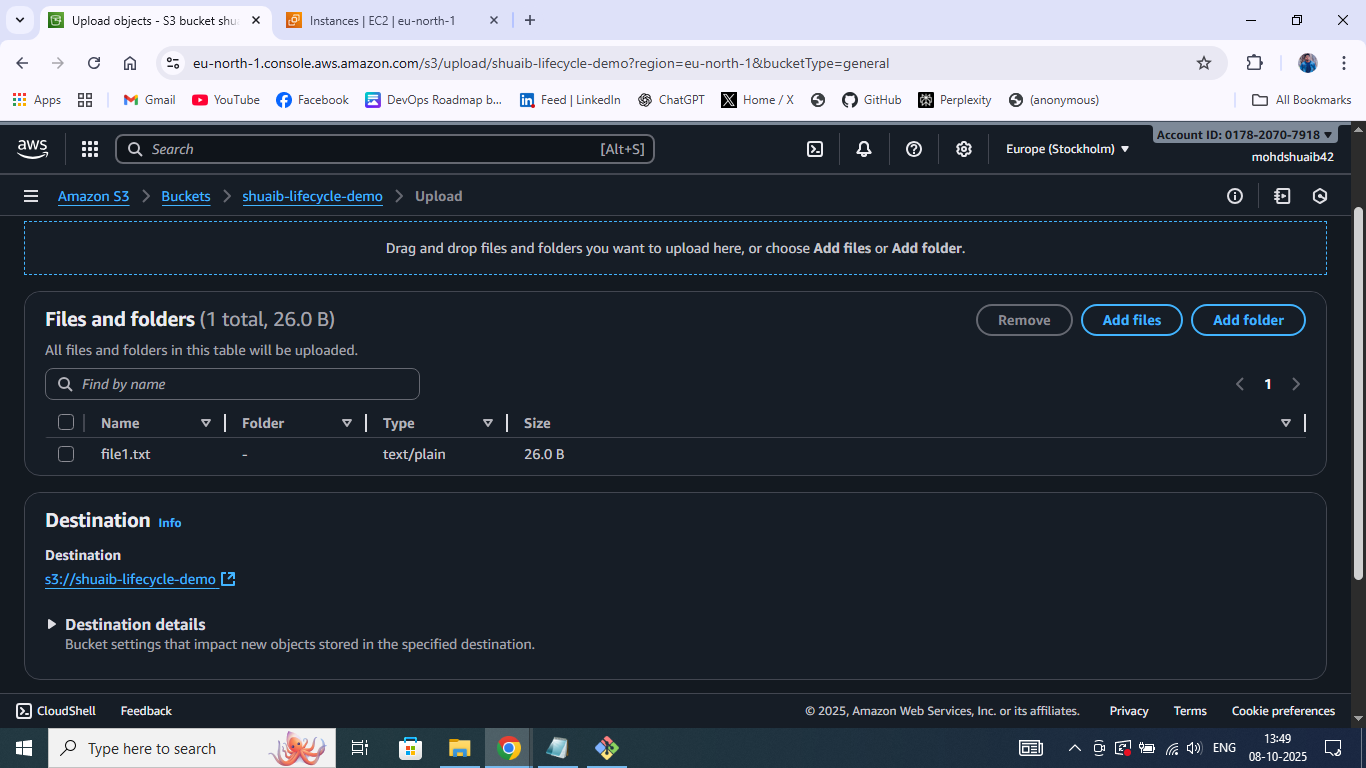 Upload objects - S3 bucket shu
Instances | EC2 | eu-north-1
eu-north-1.console.aws.amazon.com/s3/upload/shuaib-lifecycle-demo?region=eu-north-1&bucketType=general
Apps Gmail YouTube Facebook DevOps Roadmap b... Feed | LinkedIn ChatGPT Home / X GitHub Perplexity (anonymous) All Bookmarks
aws Search [Alt+S] Europe (Stockholm) Account ID: 0178-2070-7918
mohdshuaib42
Amazon S3 Buckets shuaib-lifecycle-demo Upload
Drag and drop files and folders you want to upload here, or choose Add files or Add folder.
Files and folders (1 total, 26.0 B) Remove Add files Add folder
All files and folders in this table will be uploaded.
Find by name 1
Name Folder Type Size
file1.txt - text/plain 26.0 B
Destination Info
Destination
s3://shuaib-lifecycle-demo
Destination details
Bucket settings that impact new objects stored in the specified destination.
CloudShell Feedback © 2025, Amazon Web Services, Inc. or its affiliates. Privacy Terms Cookie preferences
Type here to search ENG 13:49
08-10-2025